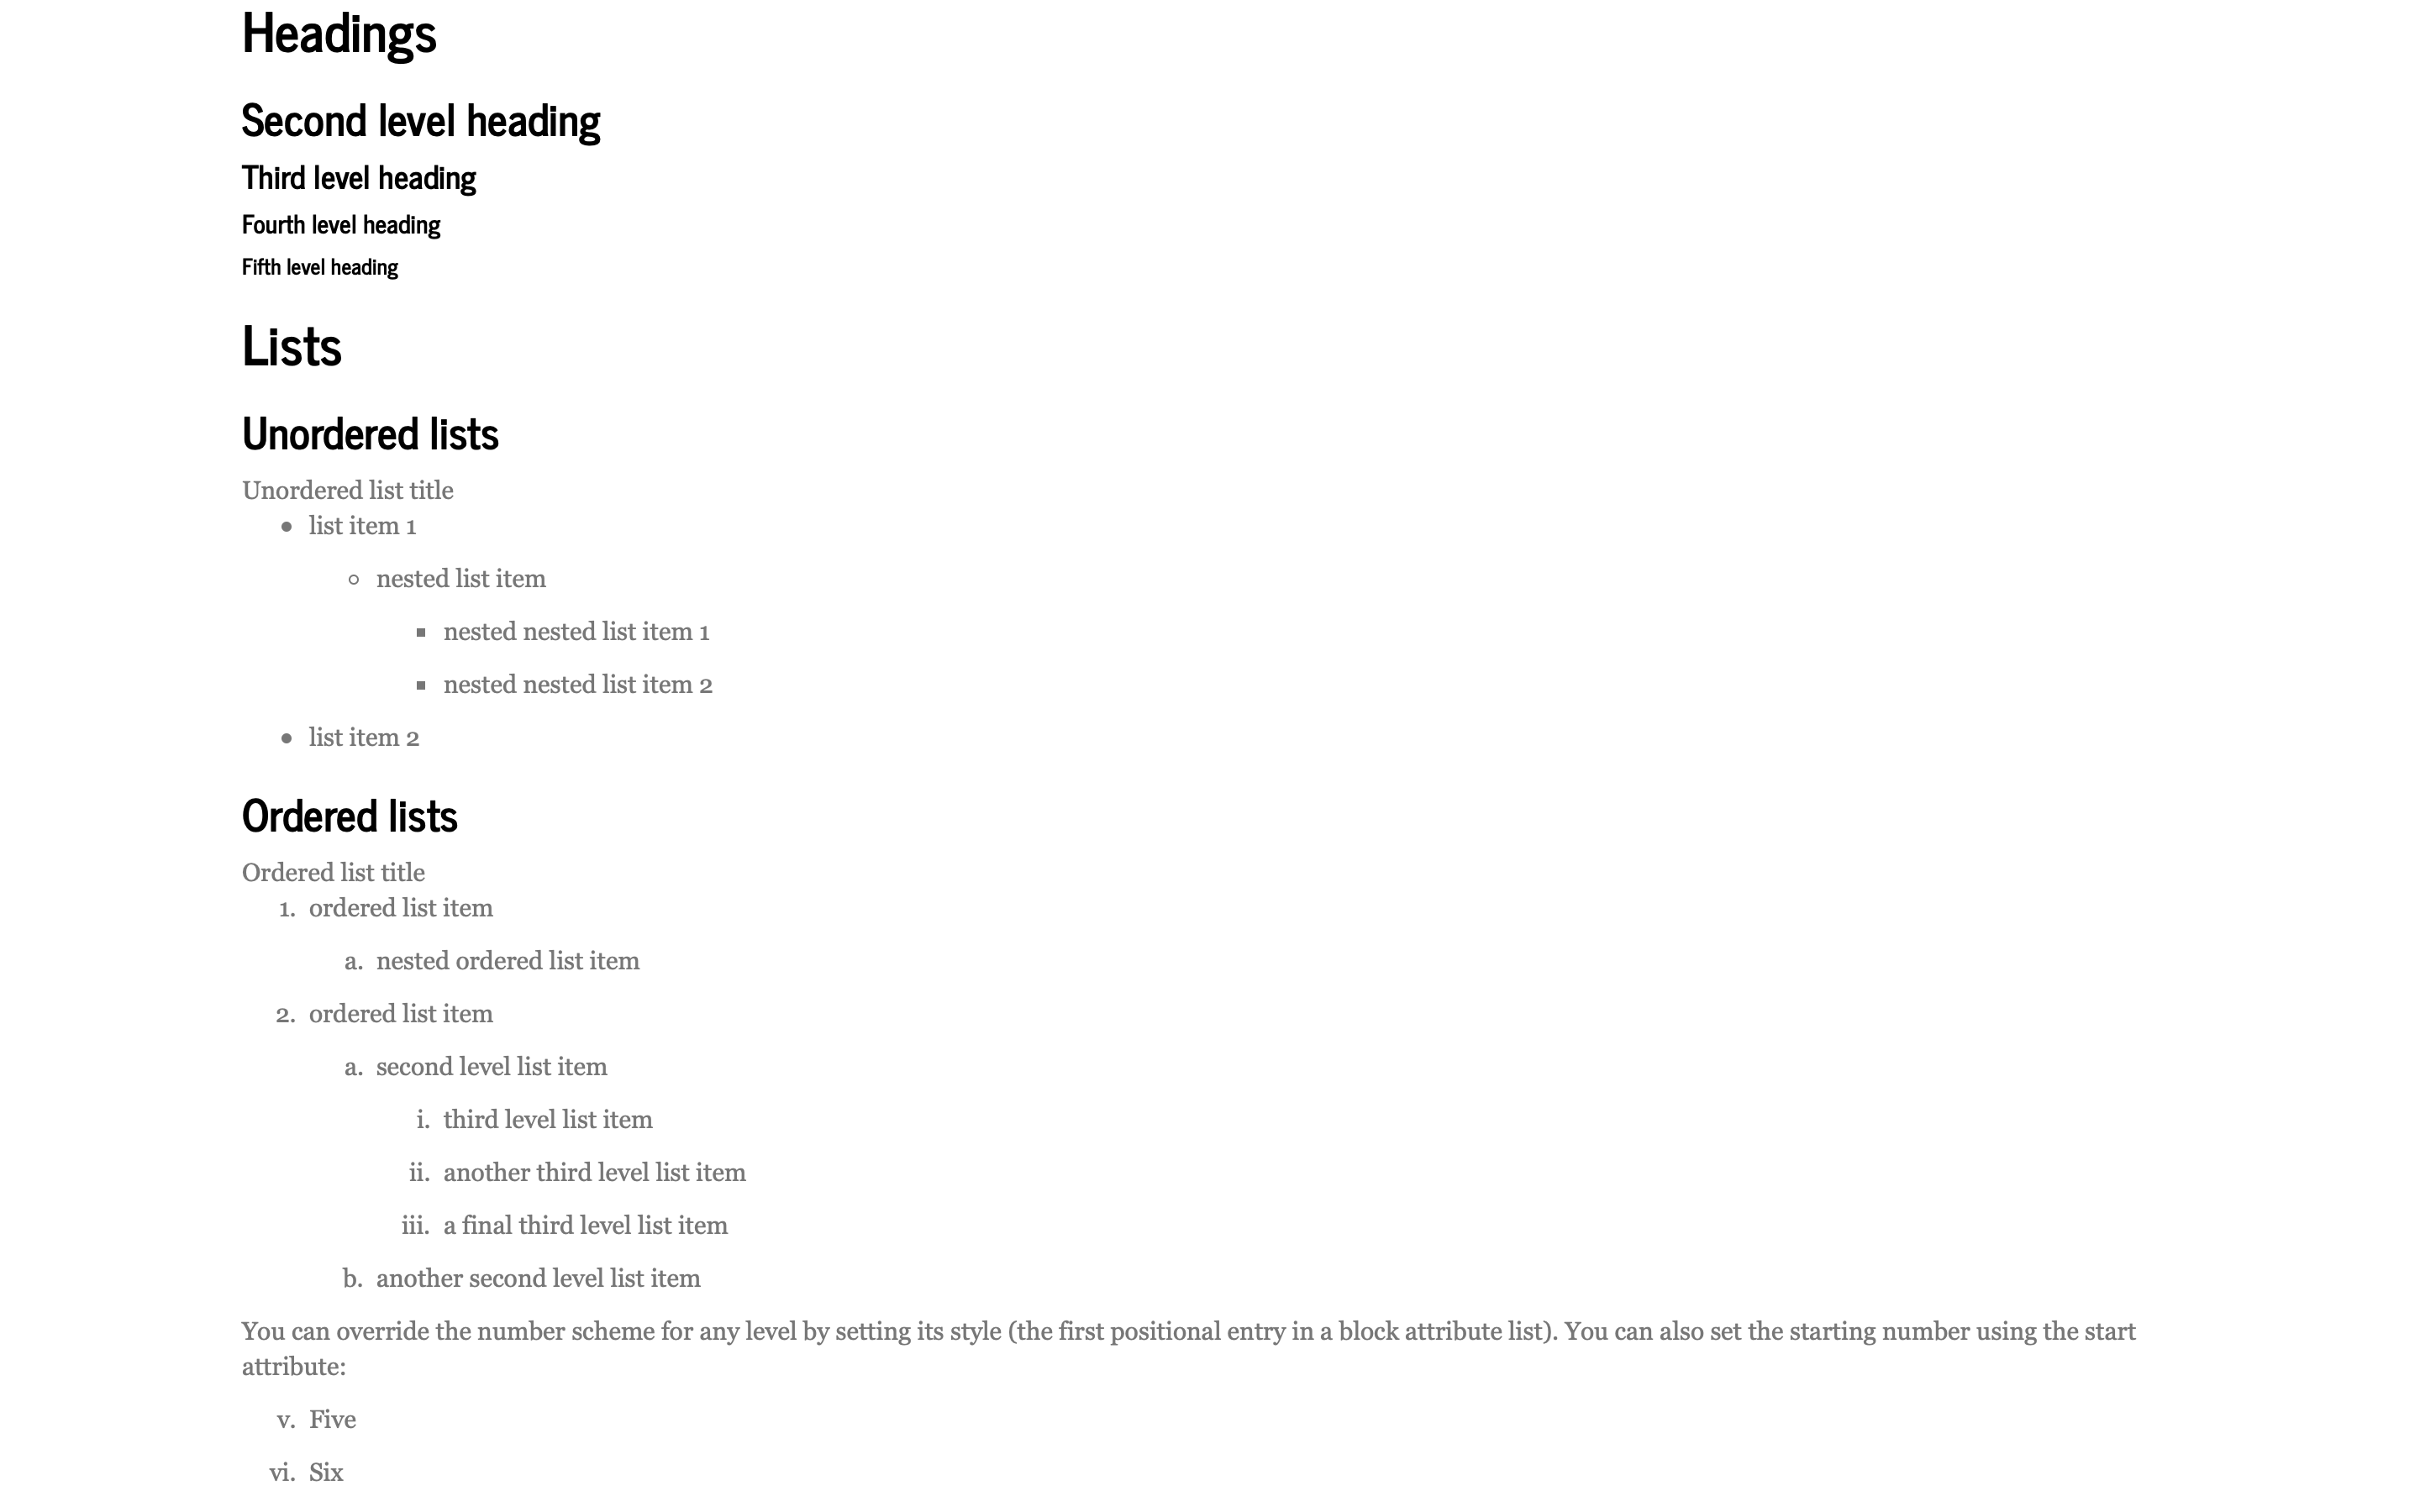 Headings
Second level heading
Third level heading
Fourth level heading
Fifth level heading
Lists
Unordered lists
Unordered list title
• list item 1
◦ nested list item
▪ nested nested list item 1
▪ nested nested list item 2
• list item 2
Ordered lists
Ordered list title
1. ordered list item
a. nested ordered list item
2. ordered list item
a. second level list item
i. third level list item
ii. another third level list item
iii. a final third level list item
b. another second level list item
You can override the number scheme for any level by setting its style (the first positional entry in a block attribute list). You can also set the starting number using the start
attribute:
v. Five
vi. Six